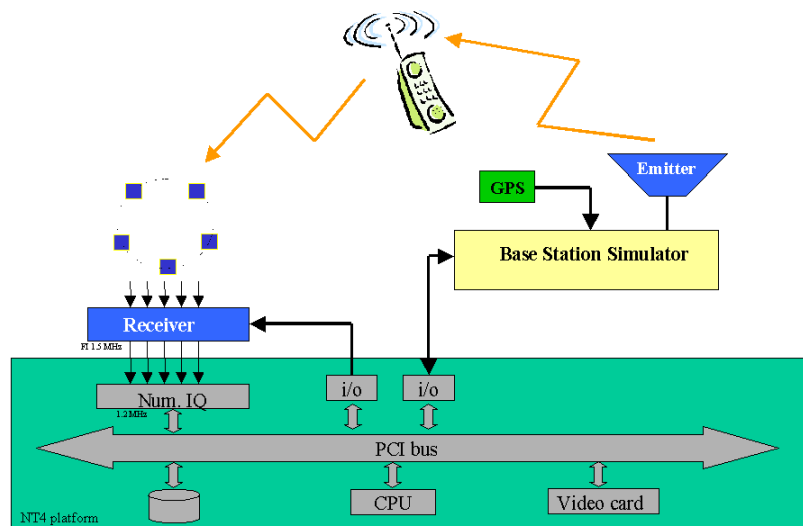 Emitter
GPS
Base Station Simulator
Receiver
FI 1.5 MHz
Num. IQ
1.2 MHz
i/o
i/o
PCI bus
CPU
Video card
NT4 platform